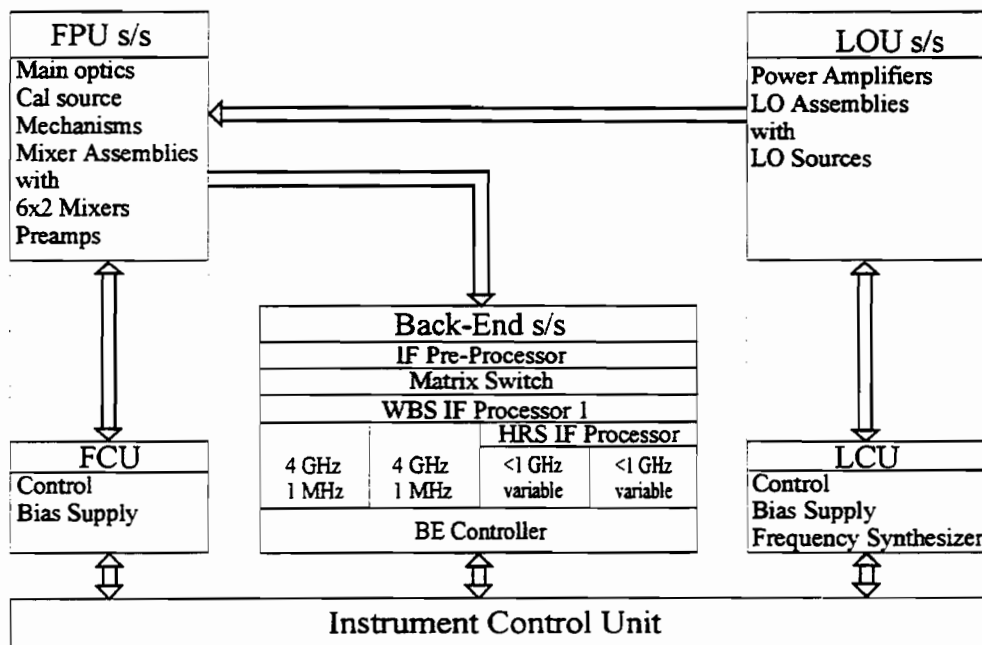 FPU s/s
Main optics
Cal source
Mechanisms
Mixer Assemblies
with
6x2 Mixers
Preamps
LOU s/s
Power Amplifiers
LO Assemblies
with
LO Sources
Back-End s/s
IF Pre-Processor
Matrix Switch
WBS IF Processor 1
HRS IF Processor
4 GHz
1 MHz
4 GHz
1 MHz
<1 GHz
variable
<1 GHz
variable
BE Controller
FCU
Control
Bias Supply
LCU
Control
Bias Supply
Frequency Synthesizer
Instrument Control Unit